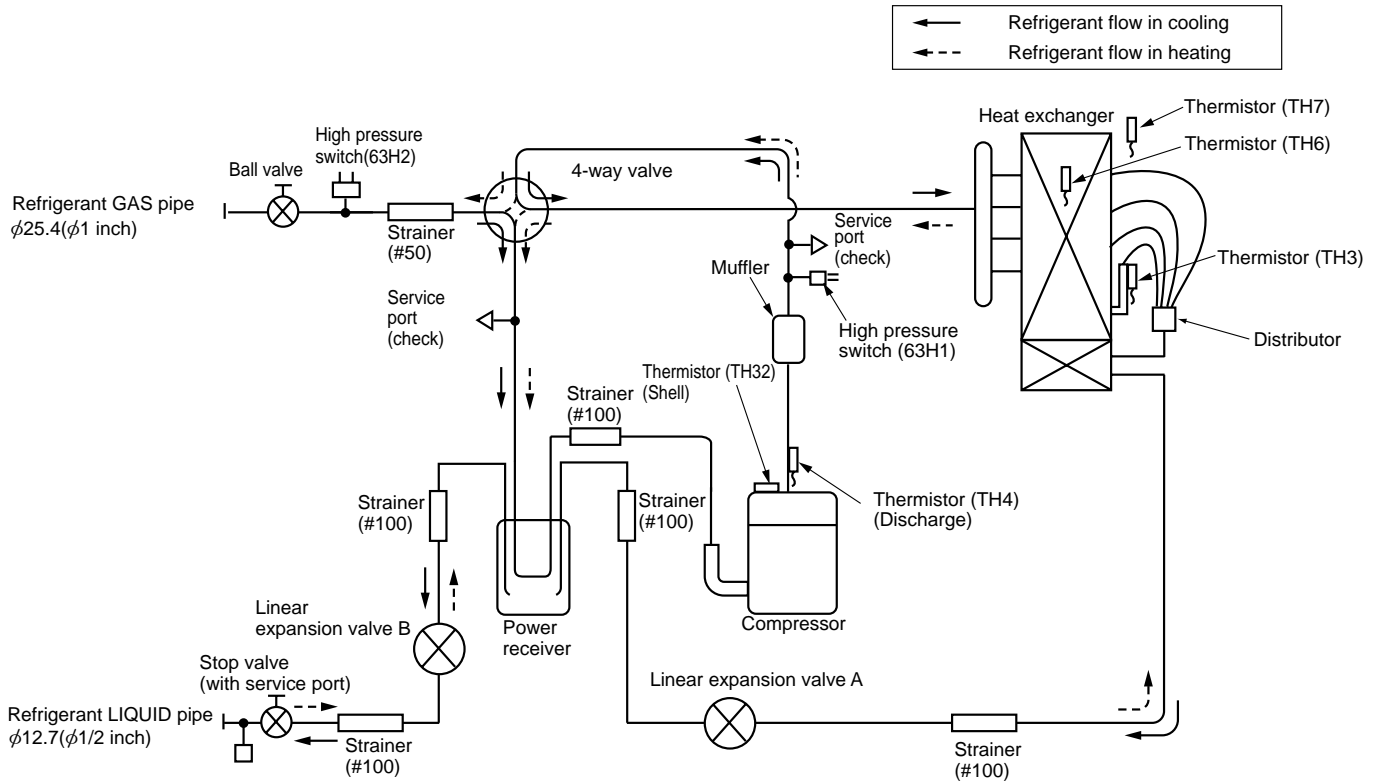 Refrigerant flow in cooling
Refrigerant flow in heating
Heat exchanger
Thermistor (TH7)
Thermistor (TH6)
High pressure
switch(63H2)
Ball valve
4-way valve
Refrigerant GAS pipe
ϕ25.4(ϕ1 inch)
Strainer
(#50)
Service
port
(check)
Thermistor (TH3)
Muffler
Service
port
(check)
High pressure
switch (63H1)
Distributor
Thermistor (TH32)
(Shell)
Strainer
(#100)
Strainer
(#100)
Strainer
(#100)
Thermistor (TH4)
(Discharge)
Linear
expansion valve B
Power
receiver
Compressor
Stop valve
(with service port)
Linear expansion valve A
Refrigerant LIQUID pipe
ϕ12.7(ϕ1/2 inch)
Strainer
(#100)
Strainer
(#100)